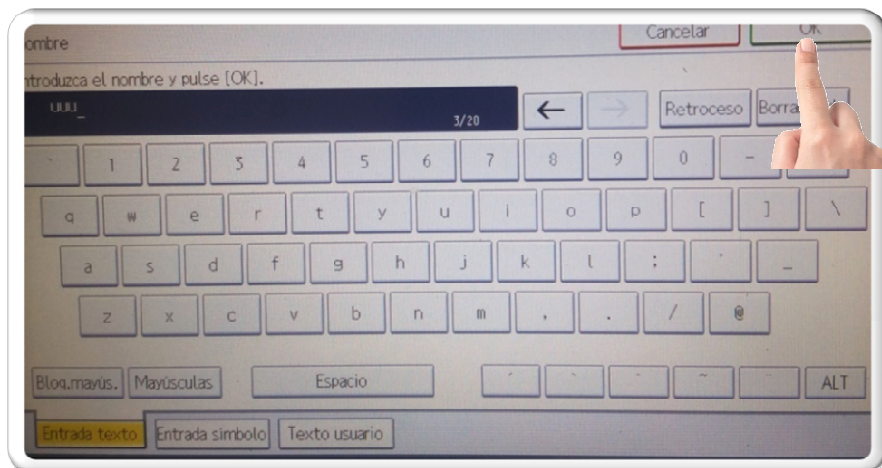 ombre
Cancelar OK
ntroduzca el nombre y pulse [OK].
uuu_
3/20
← → Retroceso Borra
` 1 2 3 4 5 6 7 8 9 0 -
q w e r t y u i o p [ ] \
a s d f g h j k l ; ' _
z x c v b n m , . / @
Bloq.mayús. Mayúsculas Espacio ´ ` ^ ~ ¨ ALT
Entrada texto Entrada símbolo Texto usuario